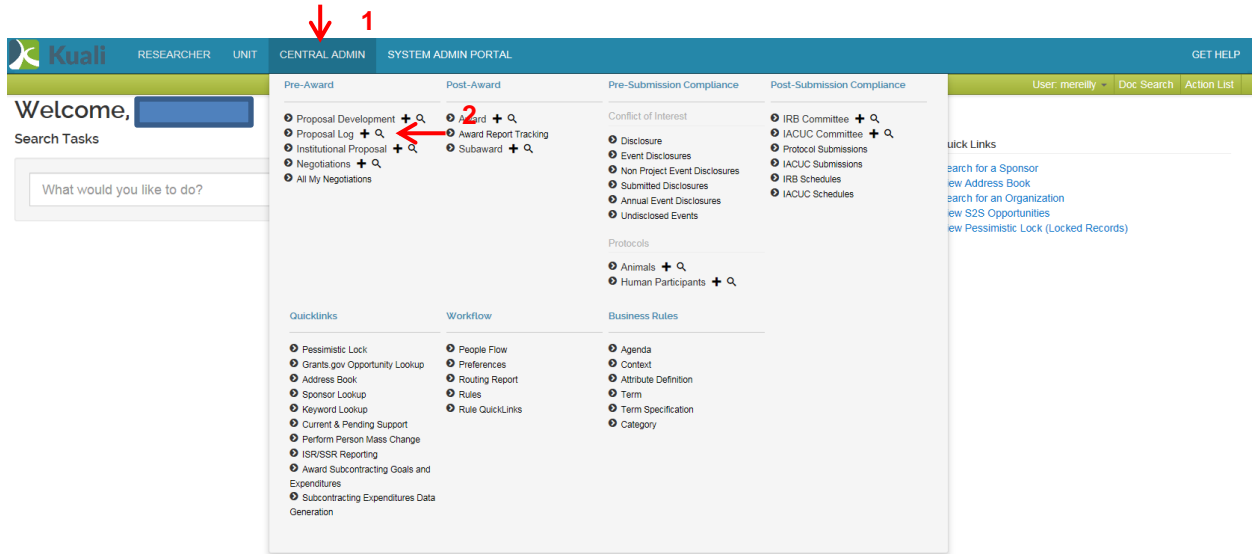 1
Kuali RESEARCHER UNIT CENTRAL ADMIN SYSTEM ADMIN PORTAL GET HELP
User: mereilly Doc Search Action List
Welcome,
Search Tasks
What would you like to do?
Pre-Award
Proposal Development
Proposal Log
2
Institutional Proposal
Negotiations
All My Negotiations
Post-Award
Award
Award Report Tracking
Subaward
Pre-Submission Compliance
Conflict of Interest
Disclosure
Event Disclosures
Non Project Event Disclosures
Submitted Disclosures
Annual Event Disclosures
Undisclosed Events
Protocols
Animals
Human Participants
Post-Submission Compliance
IRB Committee
IACUC Committee
Protocol Submissions
IACUC Submissions
IRB Schedules
IACUC Schedules
Quicklinks
Pessimistic Lock
Grants.gov Opportunity Lookup
Address Book
Sponsor Lookup
Keyword Lookup
Current & Pending Support
Perform Person Mass Change
ISR/SSR Reporting
Award Subcontracting Goals and
Expenditures
Subcontracting Expenditures Data
Generation
Workflow
People Flow
Preferences
Routing Report
Rules
Rule QuickLinks
Business Rules
Agenda
Context
Attribute Definition
Term
Term Specification
Category
uick Links
earch for a Sponsor
ew Address Book
earch for an Organization
ew S2S Opportunities
ew Pessimistic Lock (Locked Records)